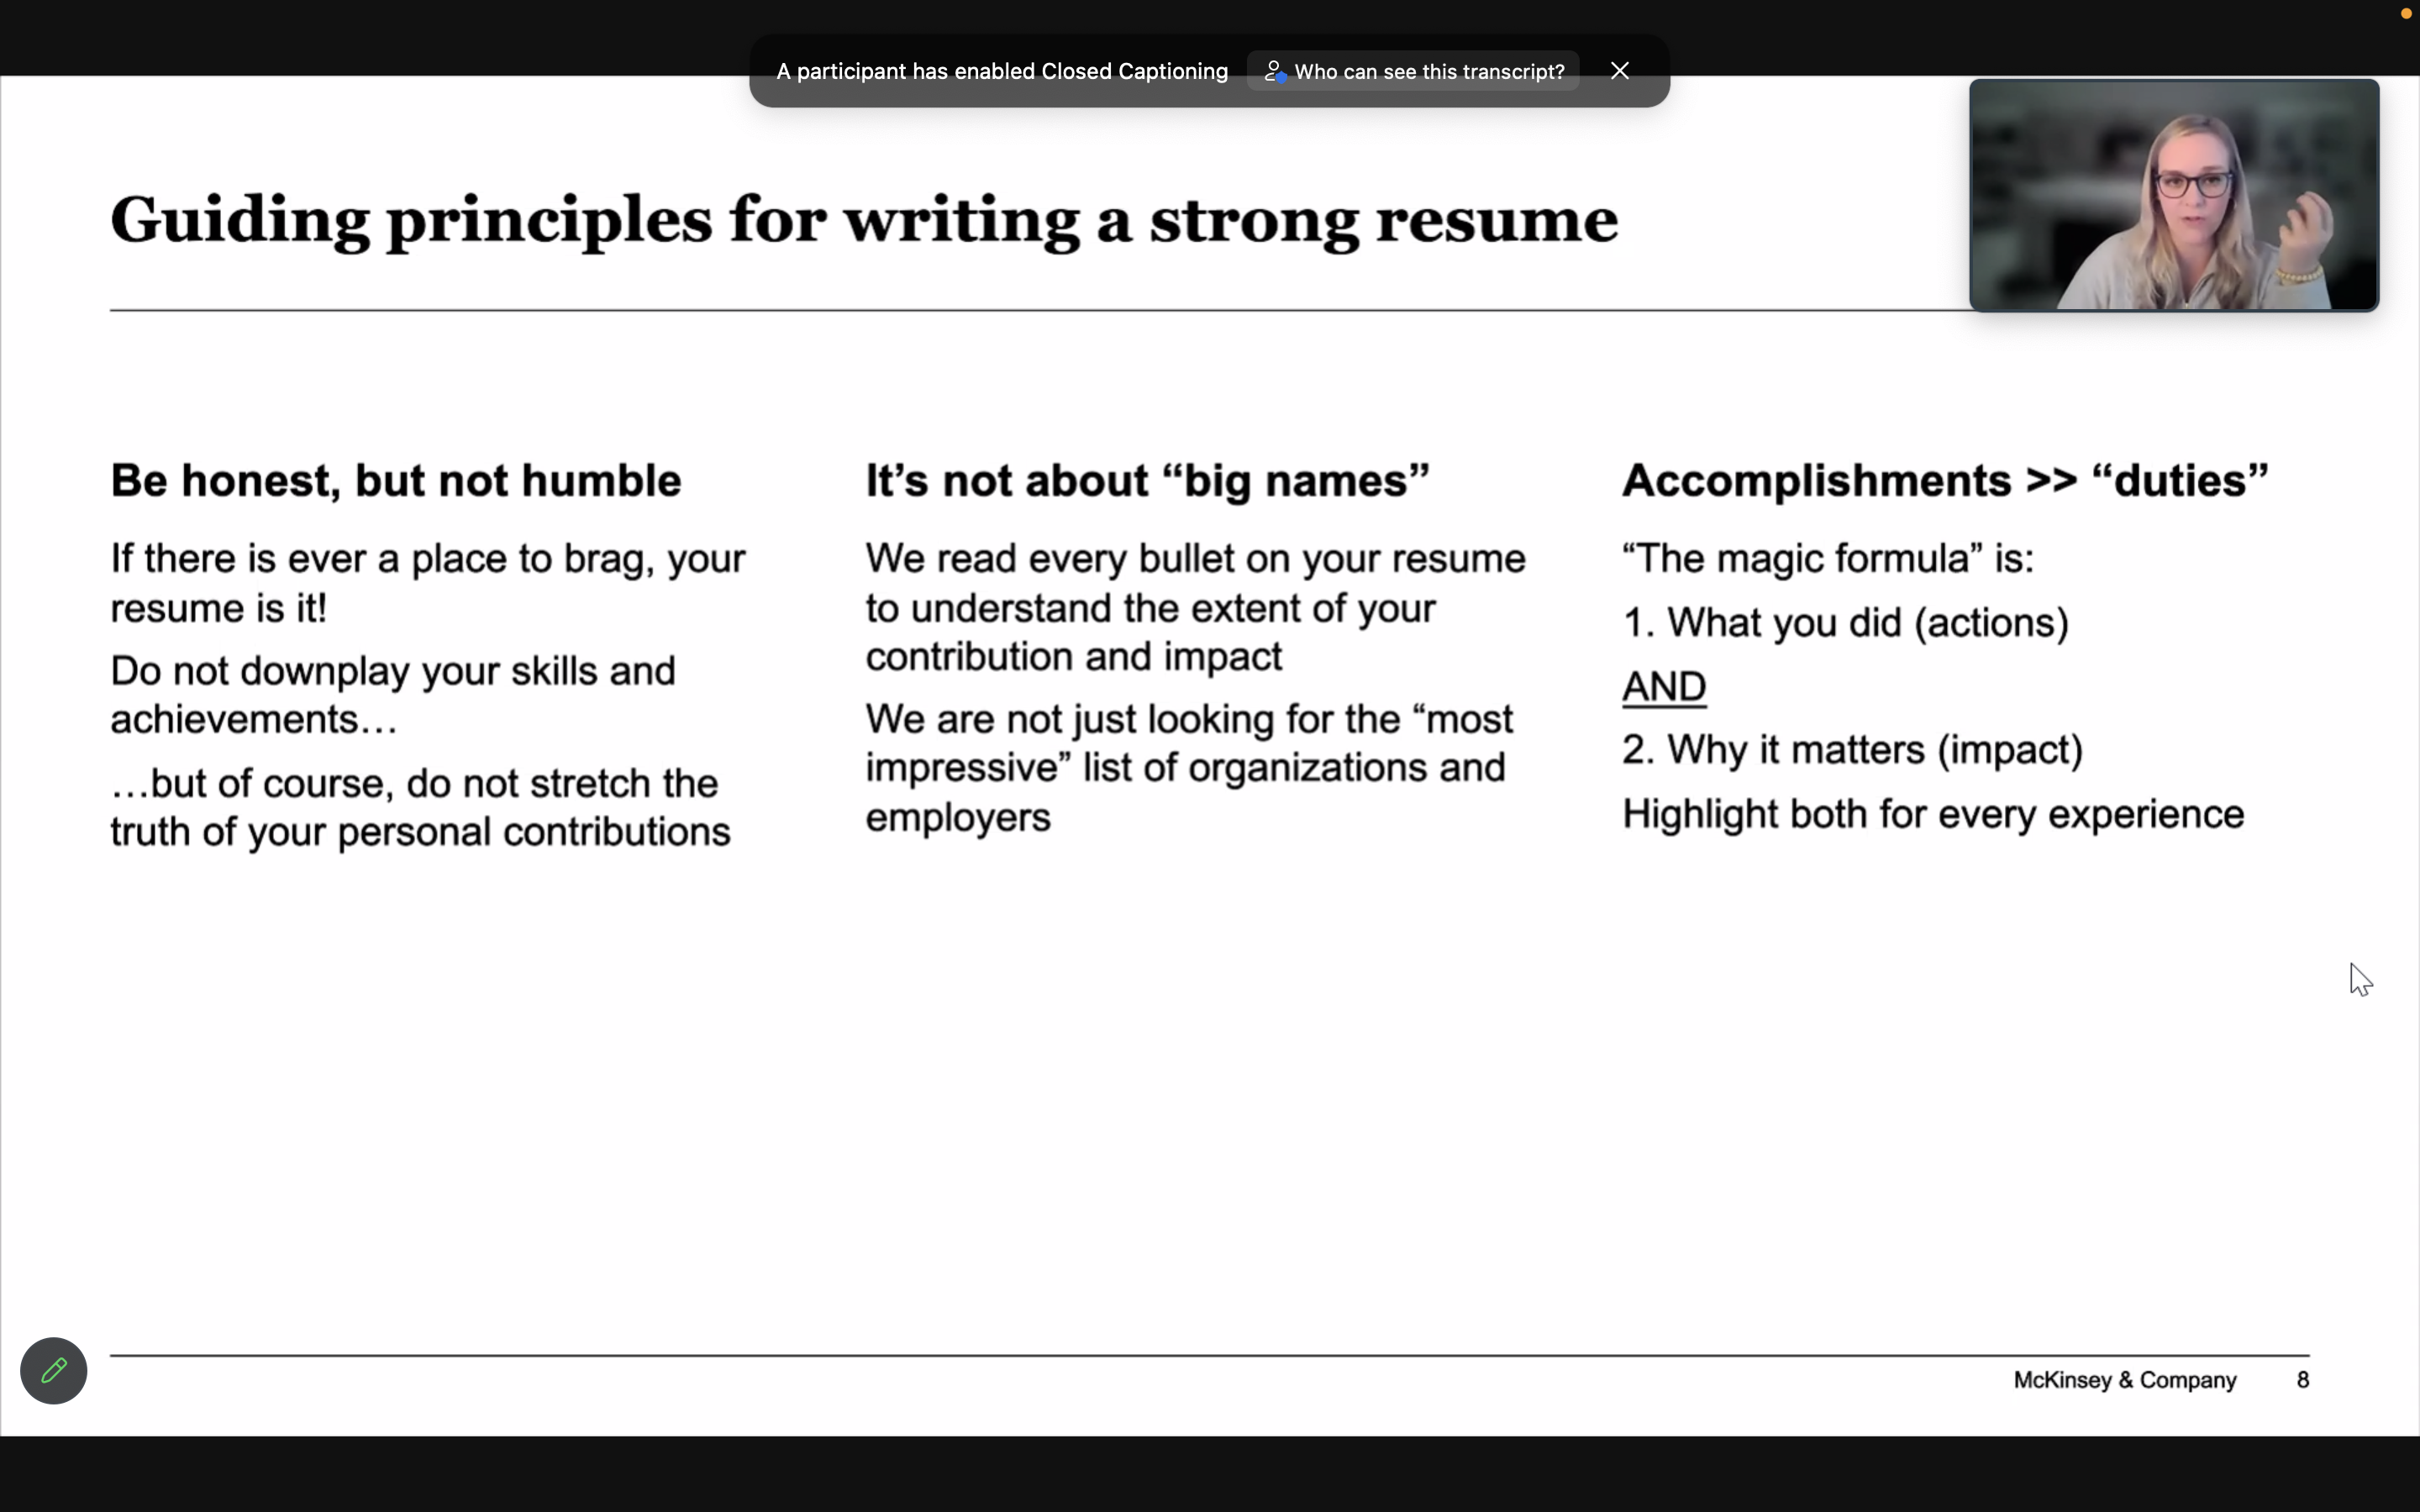 A participant has enabled Closed Captioning
Who can see this transcript?
Guiding principles for writing a strong resume
Be honest, but not humble
If there is ever a place to brag, your
resume is it!
Do not downplay your skills and
achievements…
…but of course, do not stretch the
truth of your personal contributions
It’s not about “big names”
We read every bullet on your resume
to understand the extent of your
contribution and impact
We are not just looking for the “most
impressive” list of organizations and
employers
Accomplishments >> “duties”
“The magic formula” is:
1. What you did (actions)
AND
2. Why it matters (impact)
Highlight both for every experience
McKinsey & Company 8